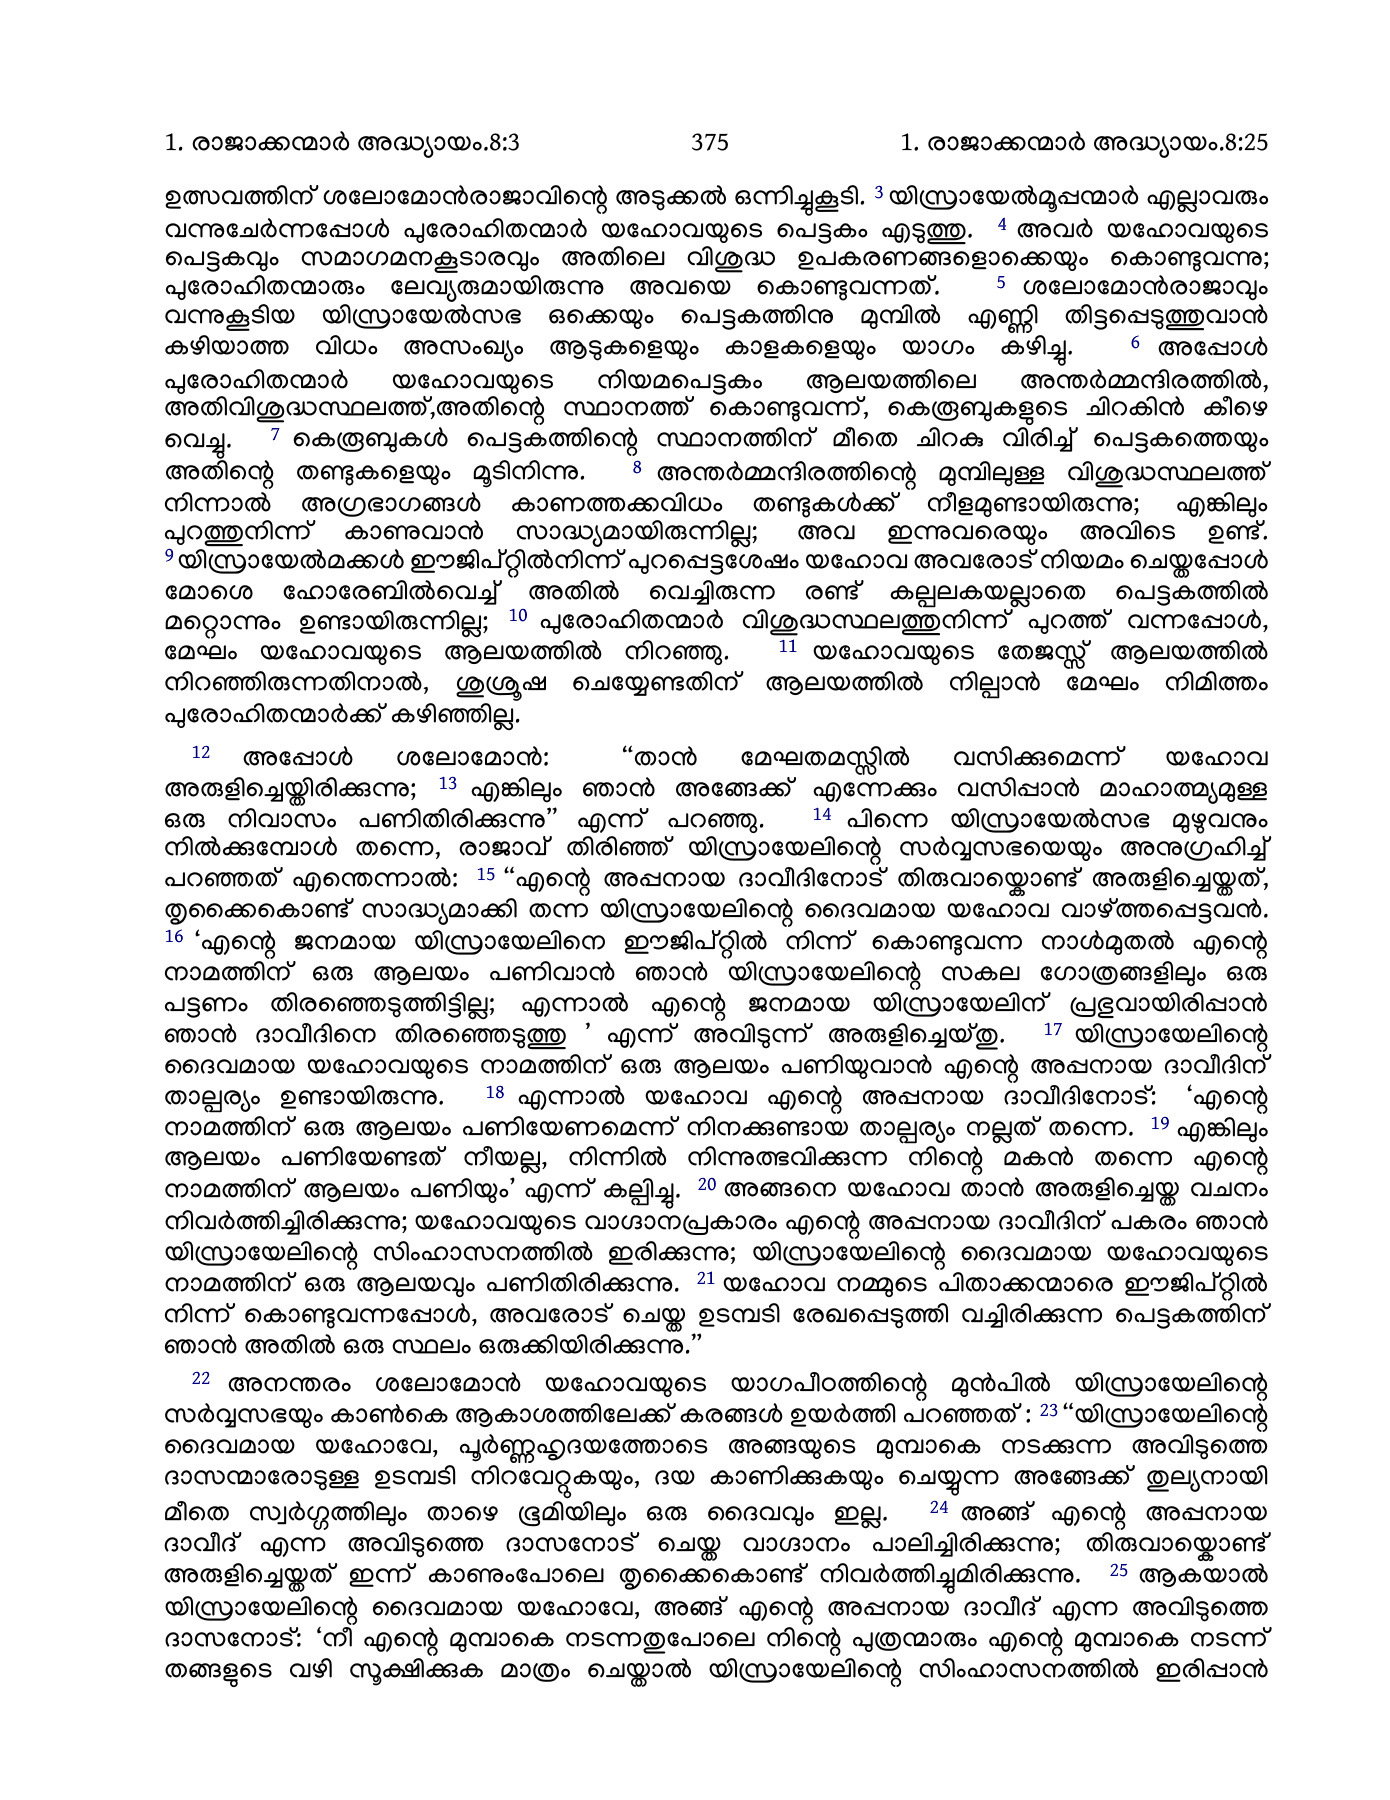 1. രാജാക്കന്മാർ അദ്ധ്യായം.8:3 375 1. രാജാക്കന്മാർ അദ്ധ്യായം.8:25
ഉത്സവത്തിന് ശലോമോൻരാജാവിന്റെ അടുക്കൽ ഒന്നിച്ചുകൂടി. 3 യിസ്രായേൽമൂപ്പന്മാർ എല്ലാവരും
വന്നുചേർന്നപ്പോൾ പുരോഹിതന്മാർ യഹോവയുടെ പെട്ടകം എടുത്തു. 4 അവർ യഹോവയുടെ
പെട്ടകവും സമാഗമനകൂടാരവും അതിലെ വിശുദ്ധ ഉപകരണങ്ങളൊക്കെയും കൊണ്ടുവന്നു;
പുരോഹിതന്മാരും ലേവ്യരുമായിരുന്നു അവയെ കൊണ്ടുവന്നത്. 5 ശലോമോൻരാജാവും
വന്നുകൂടിയ യിസ്രായേൽസഭ ഒക്കെയും പെട്ടകത്തിനു മുമ്പിൽ എണ്ണി തിട്ടപ്പെടുത്തുവാൻ
കഴിയാത്ത വിധം അസംഖ്യം ആടുകളെയും കാളകളെയും യാഗം കഴിച്ചു. 6 അപ്പോൾ
പുരോഹിതന്മാർ യഹോവയുടെ നിയമപെട്ടകം ആലയത്തിലെ അന്തർമ്മന്ദിരത്തിൽ,
അതിവിശുദ്ധസ്ഥലത്ത്,അതിന്റെ സ്ഥാനത്ത് കൊണ്ടുവന്ന്, കെരൂബുകളുടെ ചിറകിൻ കീഴെ
വെച്ചു. 7 കെരൂബുകൾ പെട്ടകത്തിന്റെ സ്ഥാനത്തിന് മീതെ ചിറകു വിരിച്ച് പെട്ടകത്തെയും
അതിന്റെ തണ്ടുകളെയും മൂടിനിന്നു. 8 അന്തർമ്മന്ദിരത്തിന്റെ മുമ്പിലുള്ള വിശുദ്ധസ്ഥലത്ത്
നിന്നാൽ അഗ്രഭാഗങ്ങൾ കാണത്തക്കവിധം തണ്ടുകൾക്ക് നീളമുണ്ടായിരുന്നു; എങ്കിലും
പുറത്തുനിന്ന് കാണുവാൻ സാദ്ധ്യമായിരുന്നില്ല; അവ ഇന്നുവരെയും അവിടെ ഉണ്ട്.
9 യിസ്രായേൽമക്കൾ ഈജിപ്റ്റിൽനിന്ന് പുറപ്പെട്ടശേഷം യഹോവ അവരോട് നിയമം ചെയ്തപ്പോൾ
മോശെ ഹോരേബിൽവെച്ച് അതിൽ വെച്ചിരുന്ന രണ്ട് കല്പലകയല്ലാതെ പെട്ടകത്തിൽ
മറ്റൊന്നും ഉണ്ടായിരുന്നില്ല; 10 പുരോഹിതന്മാർ വിശുദ്ധസ്ഥലത്തുനിന്ന് പുറത്ത് വന്നപ്പോൾ,
മേഘം യഹോവയുടെ ആലയത്തിൽ നിറഞ്ഞു. 11 യഹോവയുടെ തേജസ്സ് ആലയത്തിൽ
നിറഞ്ഞിരുന്നതിനാൽ, ശുശ്രൂഷ ചെയ്യേണ്ടതിന് ആലയത്തിൽ നില്പാൻ മേഘം നിമിത്തം
പുരോഹിതന്മാർക്ക് കഴിഞ്ഞില്ല.
12 അപ്പോൾ ശലോമോൻ: “താൻ മേഘതമസ്സിൽ വസിക്കുമെന്ന് യഹോവ
അരുളിച്ചെയ്തിരിക്കുന്നു; 13 എങ്കിലും ഞാൻ അങ്ങേക്ക് എന്നേക്കും വസിപ്പാൻ മാഹാത്മ്യമുള്ള
ഒരു നിവാസം പണിതിരിക്കുന്നു” എന്ന് പറഞ്ഞു. 14 പിന്നെ യിസ്രായേൽസഭ മുഴുവനും
നിൽക്കുമ്പോൾ തന്നെ, രാജാവ് തിരിഞ്ഞ് യിസ്രായേലിന്റെ സർവ്വസഭയെയും അനുഗ്രഹിച്ച്
പറഞ്ഞത് എന്തെന്നാൽ: 15 “എന്റെ അപ്പനായ ദാവീദിനോട് തിരുവായ്കൊണ്ട് അരുളിച്ചെയ്തത്,
തൃക്കൈകൊണ്ട് സാദ്ധ്യമാക്കി തന്ന യിസ്രായേലിന്റെ ദൈവമായ യഹോവ വാഴ്ത്തപ്പെട്ടവൻ.
16 ‘എന്റെ ജനമായ യിസ്രായേലിനെ ഈജിപ്റ്റിൽ നിന്ന് കൊണ്ടുവന്ന നാൾമുതൽ എന്റെ
നാമത്തിന് ഒരു ആലയം പണിവാൻ ഞാൻ യിസ്രായേലിന്റെ സകല ഗോത്രങ്ങളിലും ഒരു
പട്ടണം തിരഞ്ഞെടുത്തിട്ടില്ല; എന്നാൽ എന്റെ ജനമായ യിസ്രായേലിന് പ്രഭുവായിരിപ്പാൻ
ഞാൻ ദാവീദിനെ തിരഞ്ഞെടുത്തു ’ എന്ന് അവിടുന്ന് അരുളിച്ചെയ്തു. 17 യിസ്രായേലിന്റെ
ദൈവമായ യഹോവയുടെ നാമത്തിന് ഒരു ആലയം പണിയുവാൻ എന്റെ അപ്പനായ ദാവീദിന്
താല്പര്യം ഉണ്ടായിരുന്നു. 18 എന്നാൽ യഹോവ എന്റെ അപ്പനായ ദാവീദിനോട്: ‘എന്റെ
നാമത്തിന് ഒരു ആലയം പണിയേണമെന്ന് നിനക്കുണ്ടായ താല്പര്യം നല്ലത് തന്നെ. 19 എങ്കിലും
ആലയം പണിയേണ്ടത് നീയല്ല, നിന്നിൽ നിന്നുത്ഭവിക്കുന്ന നിന്റെ മകൻ തന്നെ എന്റെ
നാമത്തിന് ആലയം പണിയും’ എന്ന് കല്പിച്ചു. 20 അങ്ങനെ യഹോവ താൻ അരുളിച്ചെയ്ത വചനം
നിവർത്തിച്ചിരിക്കുന്നു; യഹോവയുടെ വാഗ്ദാനപ്രകാരം എന്റെ അപ്പനായ ദാവീദിന് പകരം ഞാൻ
യിസ്രായേലിന്റെ സിംഹാസനത്തിൽ ഇരിക്കുന്നു; യിസ്രായേലിന്റെ ദൈവമായ യഹോവയുടെ
നാമത്തിന് ഒരു ആലയവും പണിതിരിക്കുന്നു. 21 യഹോവ നമ്മുടെ പിതാക്കന്മാരെ ഈജിപ്റ്റിൽ
നിന്ന് കൊണ്ടുവന്നപ്പോൾ, അവരോട് ചെയ്ത ഉടമ്പടി രേഖപ്പെടുത്തി വച്ചിരിക്കുന്ന പെട്ടകത്തിന്
ഞാൻ അതിൽ ഒരു സ്ഥലം ഒരുക്കിയിരിക്കുന്നു.”
22 അനന്തരം ശലോമോൻ യഹോവയുടെ യാഗപീഠത്തിന്റെ മുൻപിൽ യിസ്രായേലിന്റെ
സർവ്വസഭയും കാൺകെ ആകാശത്തിലേക്ക് കരങ്ങൾ ഉയർത്തി പറഞ്ഞത് : 23 “യിസ്രായേലിന്റെ
ദൈവമായ യഹോവേ, പൂർണ്ണഹൃദയത്തോടെ അങ്ങയുടെ മുമ്പാകെ നടക്കുന്ന അവിടുത്തെ
ദാസന്മാരോടുള്ള ഉടമ്പടി നിറവേറ്റുകയും, ദയ കാണിക്കുകയും ചെയ്യുന്ന അങ്ങേക്ക് തുല്യനായി
മീതെ സ്വർഗ്ഗത്തിലും താഴെ ഭൂമിയിലും ഒരു ദൈവവും ഇല്ല. 24 അങ്ങ് എന്റെ അപ്പനായ
ദാവീദ് എന്ന അവിടുത്തെ ദാസനോട് ചെയ്ത വാഗ്ദാനം പാലിച്ചിരിക്കുന്നു; തിരുവായ്കൊണ്ട്
അരുളിച്ചെയ്തത് ഇന്ന് കാണുംപോലെ തൃക്കൈകൊണ്ട് നിവർത്തിച്ചുമിരിക്കുന്നു. 25 ആകയാൽ
യിസ്രായേലിന്റെ ദൈവമായ യഹോവേ, അങ്ങ് എന്റെ അപ്പനായ ദാവീദ് എന്ന അവിടുത്തെ
ദാസനോട്: ‘നീ എന്റെ മുമ്പാകെ നടന്നതുപോലെ നിന്റെ പുത്രന്മാരും എന്റെ മുമ്പാകെ നടന്ന്
തങ്ങളുടെ വഴി സൂക്ഷിക്കുക മാത്രം ചെയ്താൽ യിസ്രായേലിന്റെ സിംഹാസനത്തിൽ ഇരിപ്പാൻ